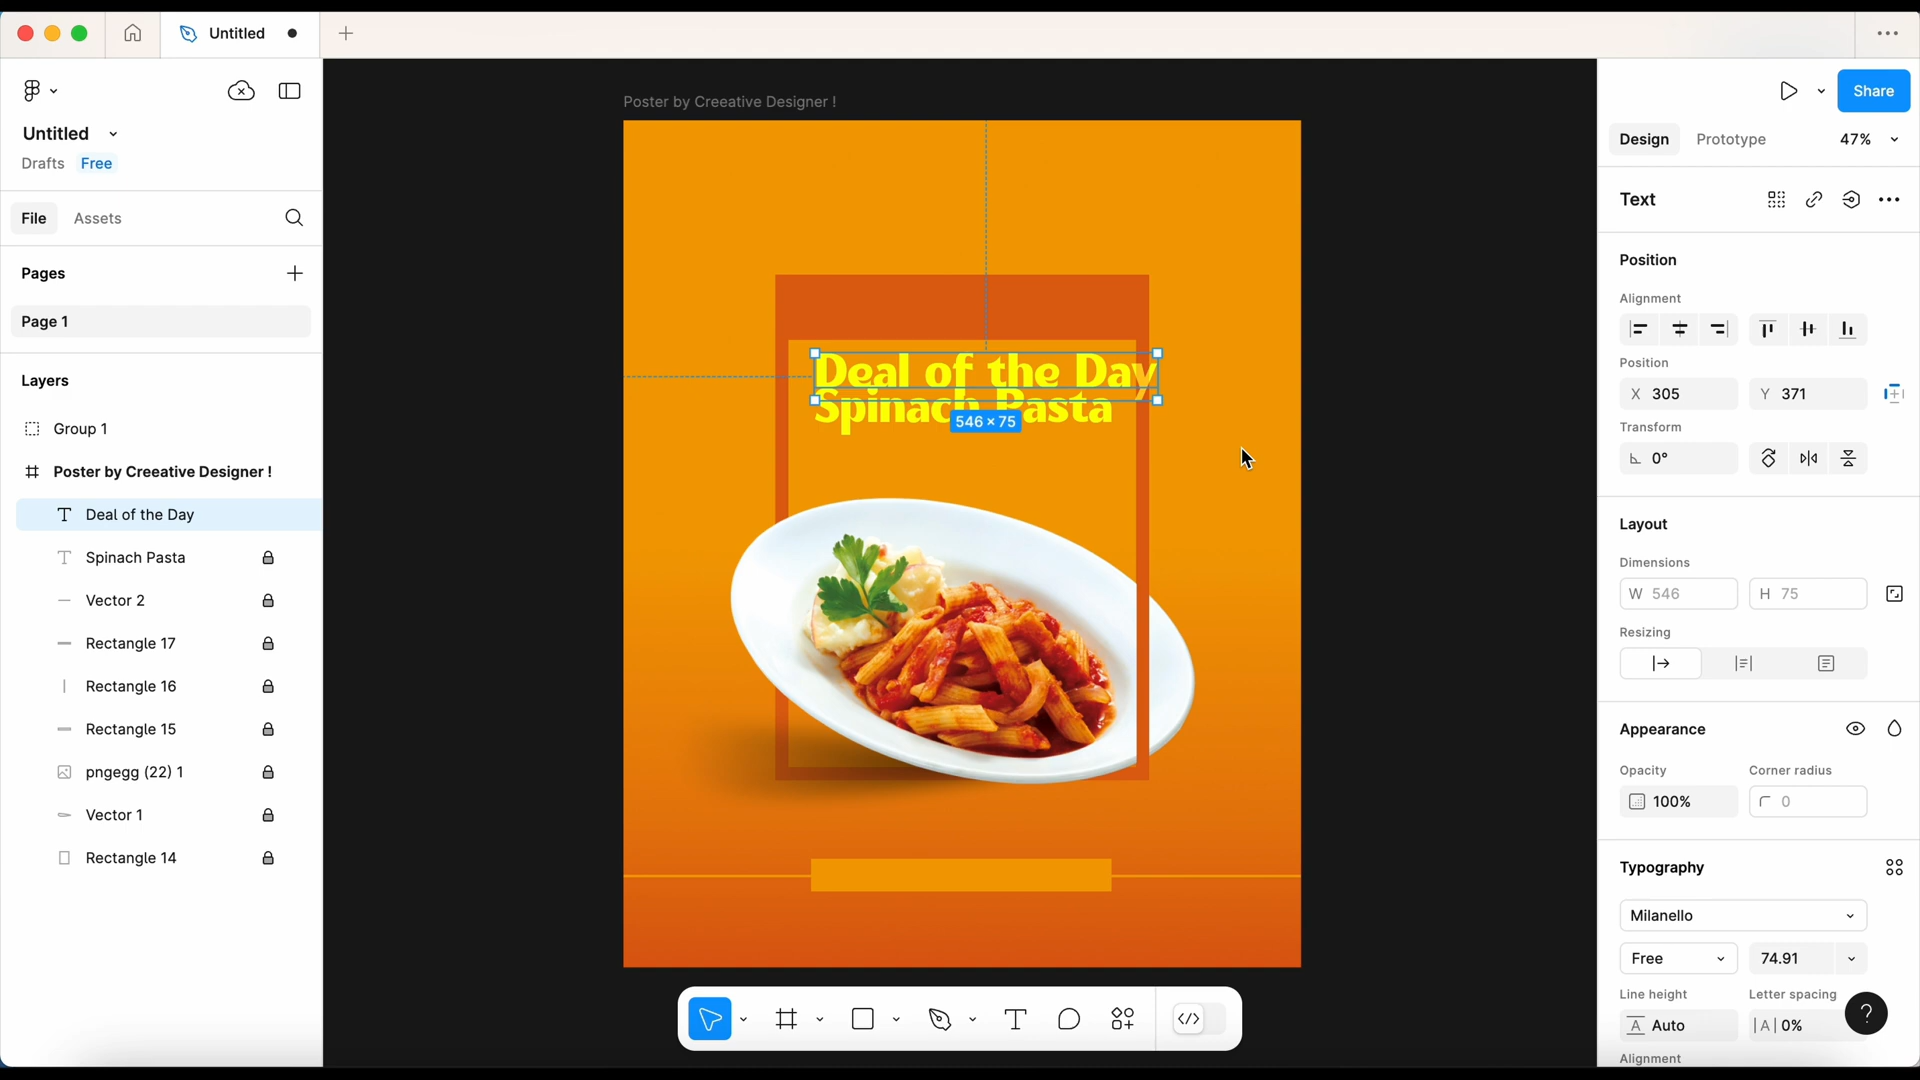 Untitled
Untitled
Drafts Free
File Assets
Pages
Page 1
Layers
Group 1
Poster by Creeative Designer !
Deal of the Day
Spinach Pasta
Vector 2
Rectangle 17
Rectangle 16
Rectangle 15
pngegg (22) 1
Vector 1
Rectangle 14
Poster by Creeative Designer !
Deal of the Day
Spinach Pasta
546 × 75
Share
Design Prototype 47%
Text
Position
Alignment
Position
X 305 Y 371
Transform
0°
Layout
Dimensions
W 546 H 75
Resizing
Appearance
Opacity Corner radius
100% 0
Typography
Milanello
Free 74.91
Line height Letter spacing
A Auto |A| 0%
?
Alignment